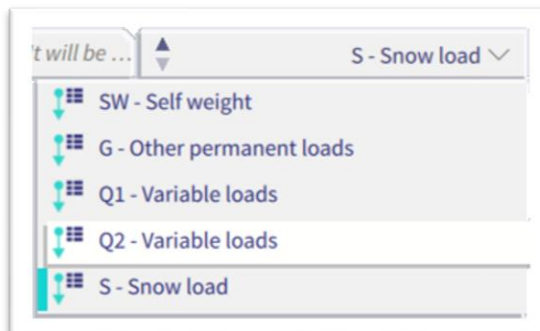 't will be ...
S - Snow load
SW - Self weight
G - Other permanent loads
Q1 - Variable loads
Q2 - Variable loads
S - Snow load